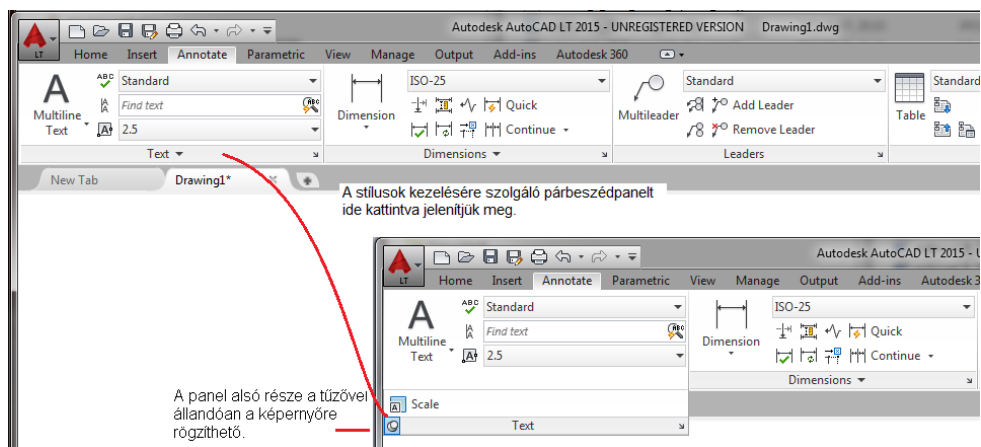 Autodesk AutoCAD LT 2015 - UNREGISTERED VERSION Drawing1.dwg
LT Home Insert Annotate Parametric View Manage Output Add-ins Autodesk 360
A ABC Standard ISO-25 Standard Standard
Multiline Text Find text ABC Dimension Quick Multileader Add Leader Table
2.5 Continue Remove Leader
Text Dimensions Leaders
New Tab Drawing1*
A stílusok kezelésére szolgáló párbeszédpanelt
ide kattintva jelenítjük meg.
Autodesk AutoCAD LT 2015 -
LT Home Insert Annotate Parametric View Manage Output Add-ins Autodesk
A ABC Standard ISO-25
Multiline Text Find text ABC Dimension Quick
2.5 Continue
Dimensions
A Scale
Text
A panel alsó része a tűzővel
állandóan a képernyőre
rögzíthető.